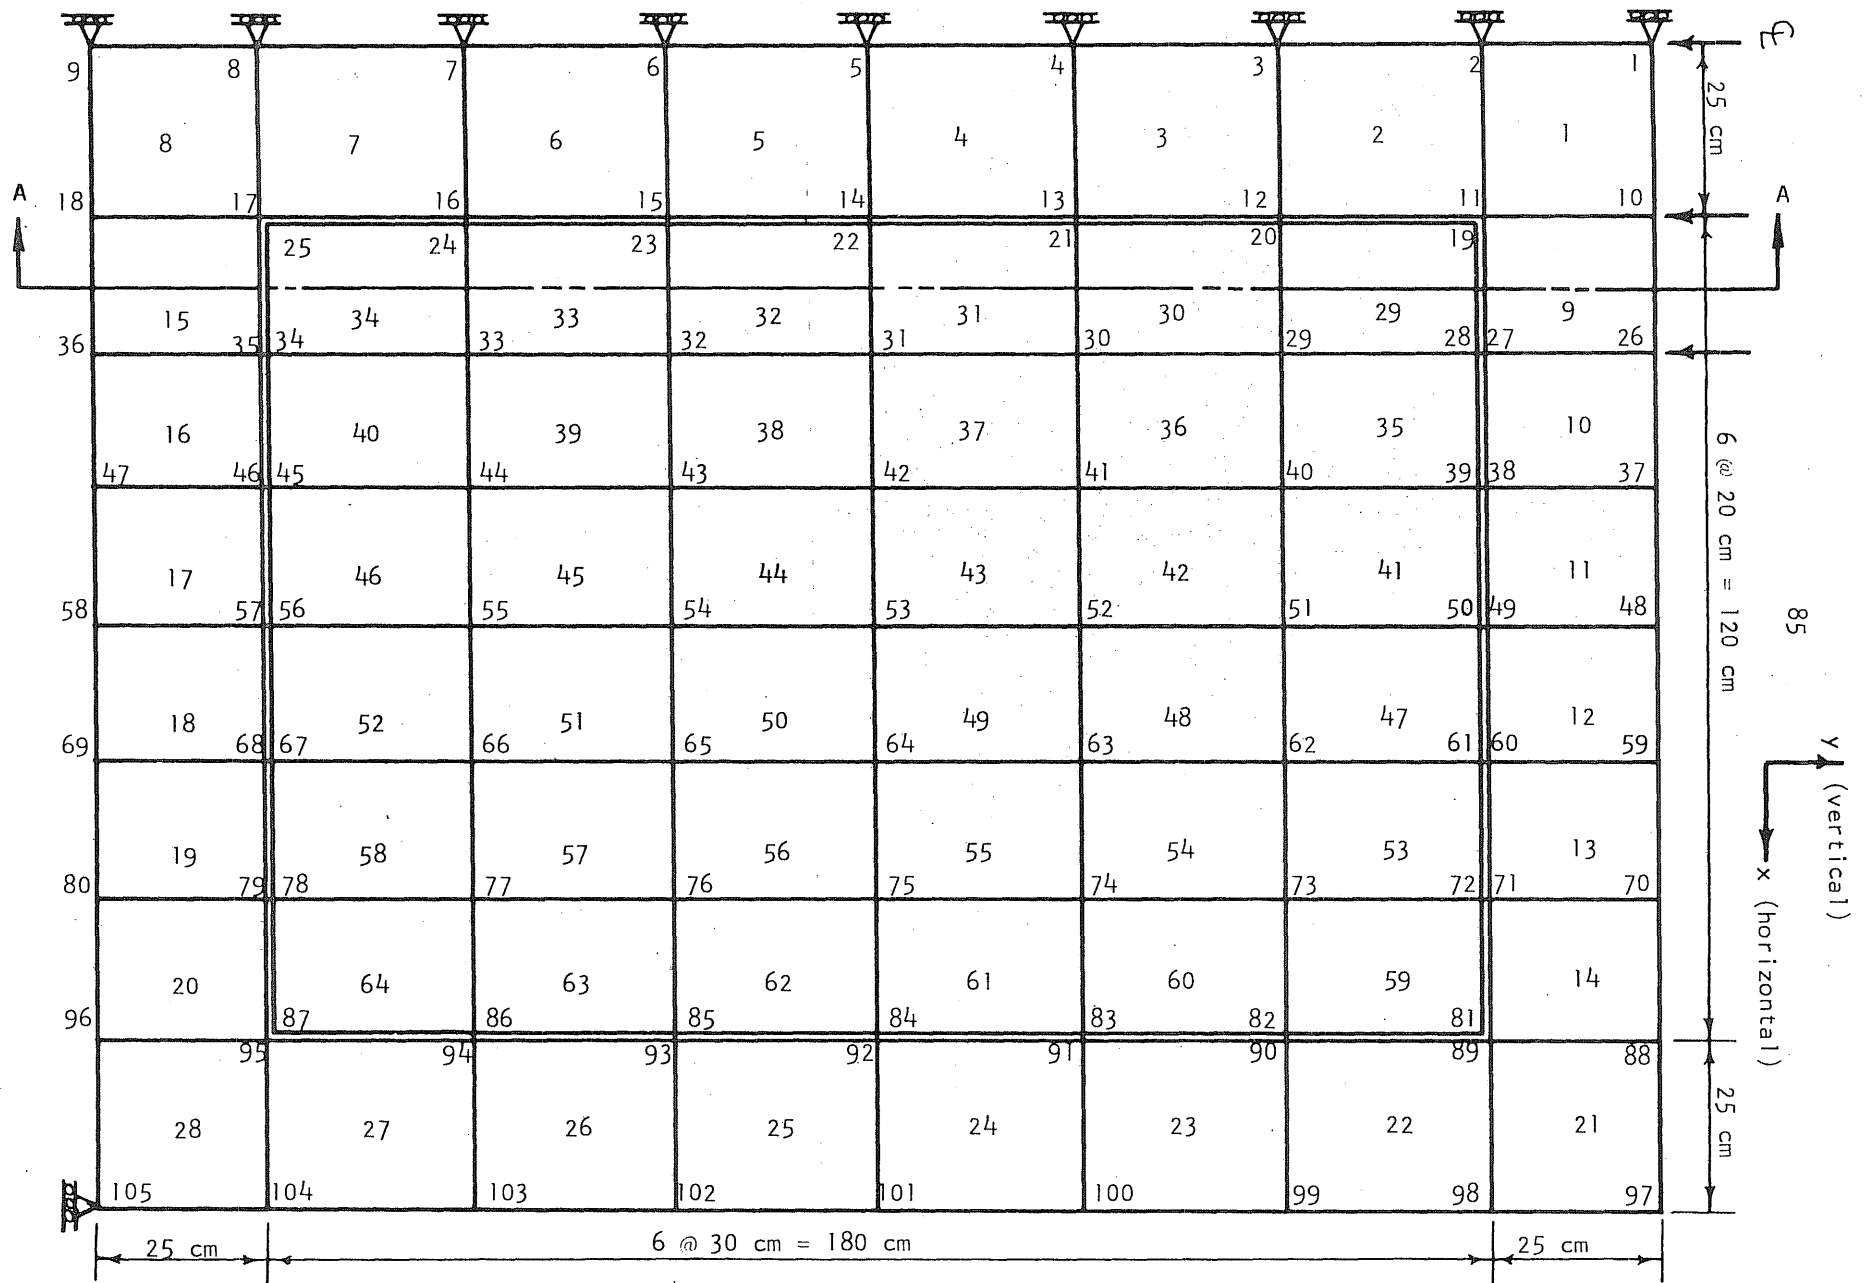 ℄
9 8 7 6 5 4 3 2 1
8 7 6 5 4 3 2 1
25 cm
A 18 17 16 15 14 13 12 11 10 A
25 24 23 22 21 20 19
15 34 33 32 31 30 29 9
36 35 34 33 32 31 30 29 28 27 26
16 40 39 38 37 36 35 10
47 46 45 44 43 42 41 40 39 38 37
6 @ 20 cm = 120 cm
17 46 45 44 43 42 41 11
58 57 56 55 54 53 52 51 50 49 48
85
18 52 51 50 49 48 47 12
69 68 67 66 65 64 63 62 61 60 59
y (vertical)
x (horizontal)
19 58 57 56 55 54 53 13
80 79 78 77 76 75 74 73 72 71 70
20 64 63 62 61 60 59 14
96 87 86 85 84 83 82 81
95 94 93 92 91 90 89 88
28 27 26 25 24 23 22 21
25 cm
105 104 103 102 101 100 99 98 97
25 cm 6 @ 30 cm = 180 cm 25 cm